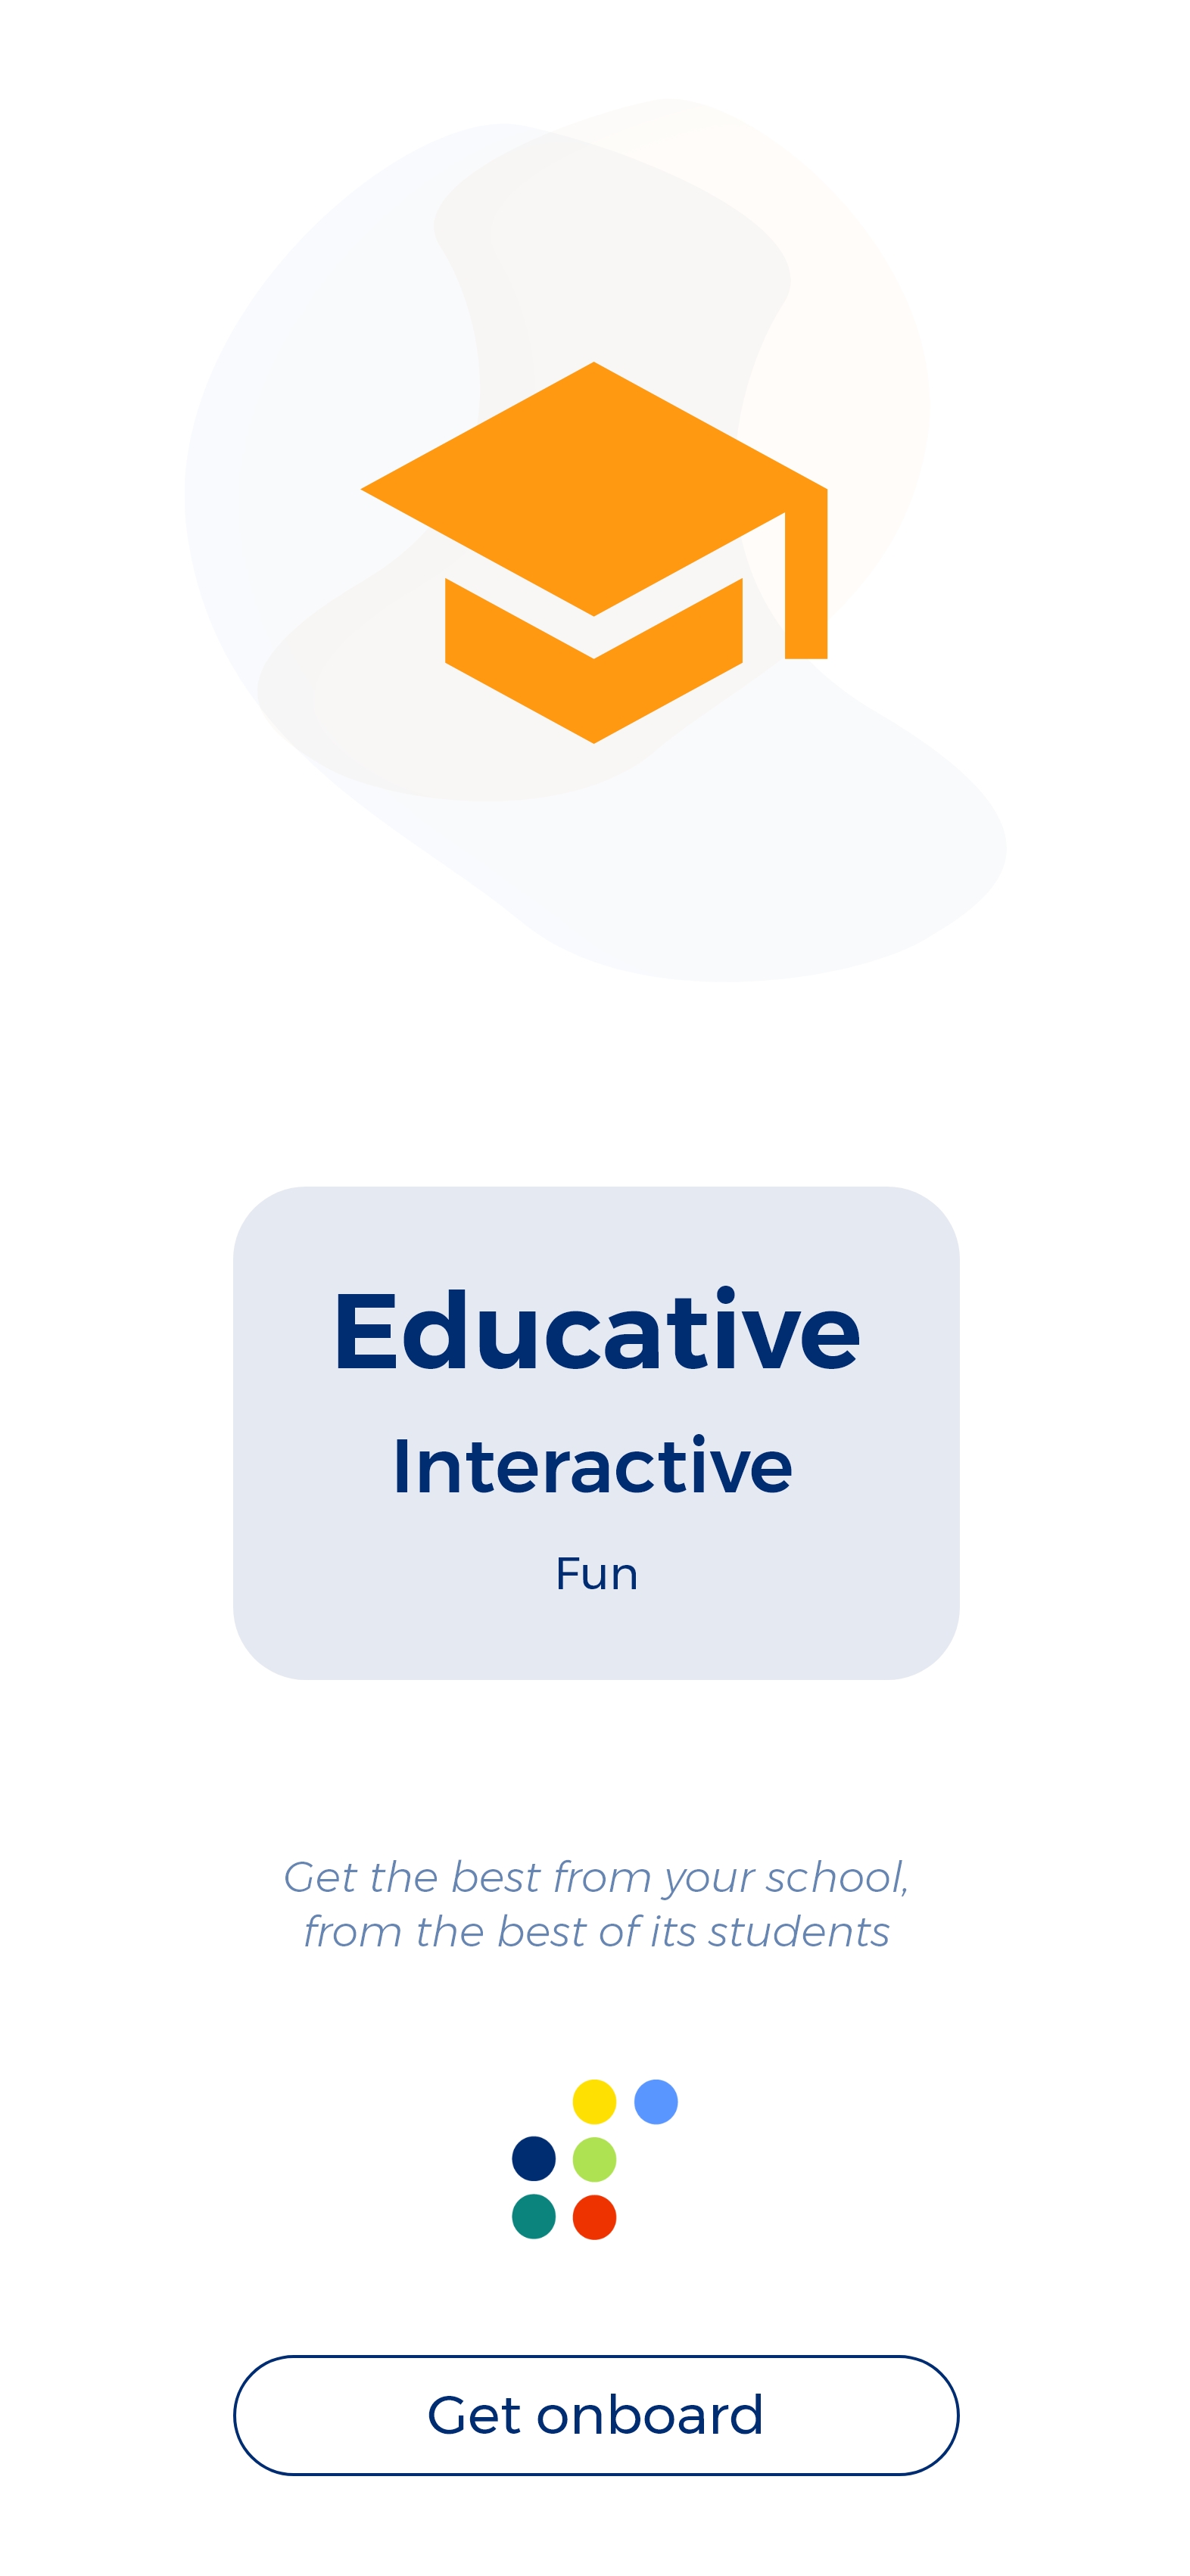 Educative
Interactive
Fun
Get the best from your school,
from the best of its students
Get onboard